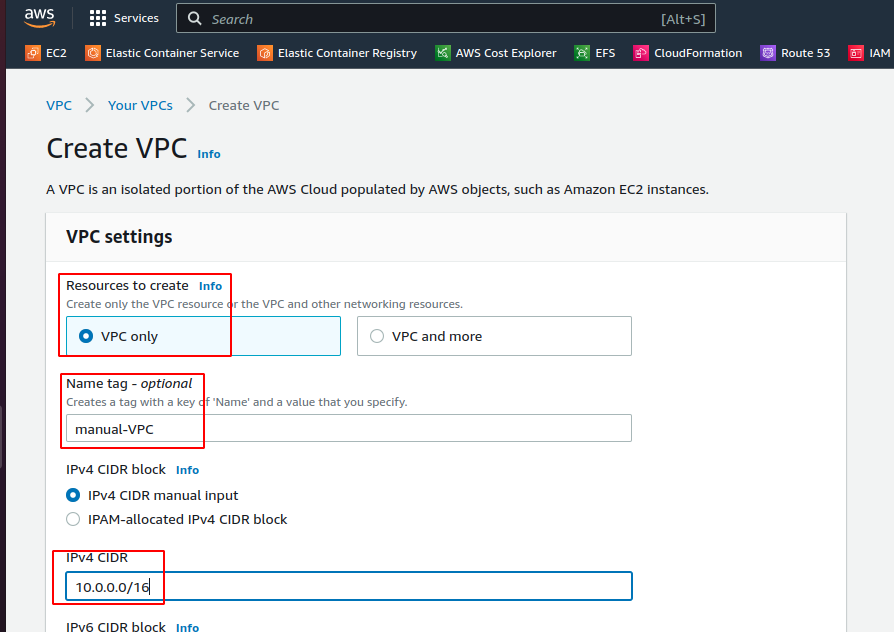 aws Services Search [Alt+S]
EC2 Elastic Container Service Elastic Container Registry AWS Cost Explorer EFS CloudFormation Route 53 IAM
VPC Your VPCs Create VPC
Create VPC Info
A VPC is an isolated portion of the AWS Cloud populated by AWS objects, such as Amazon EC2 instances.
VPC settings
Resources to create Info
Create only the VPC resource or the VPC and other networking resources.
VPC only VPC and more
Name tag - optional
Creates a tag with a key of 'Name' and a value that you specify.
manual-VPC
IPv4 CIDR block Info
IPv4 CIDR manual input
IPAM-allocated IPv4 CIDR block
IPv4 CIDR
10.0.0.0/16
IPv6 CIDR block Info